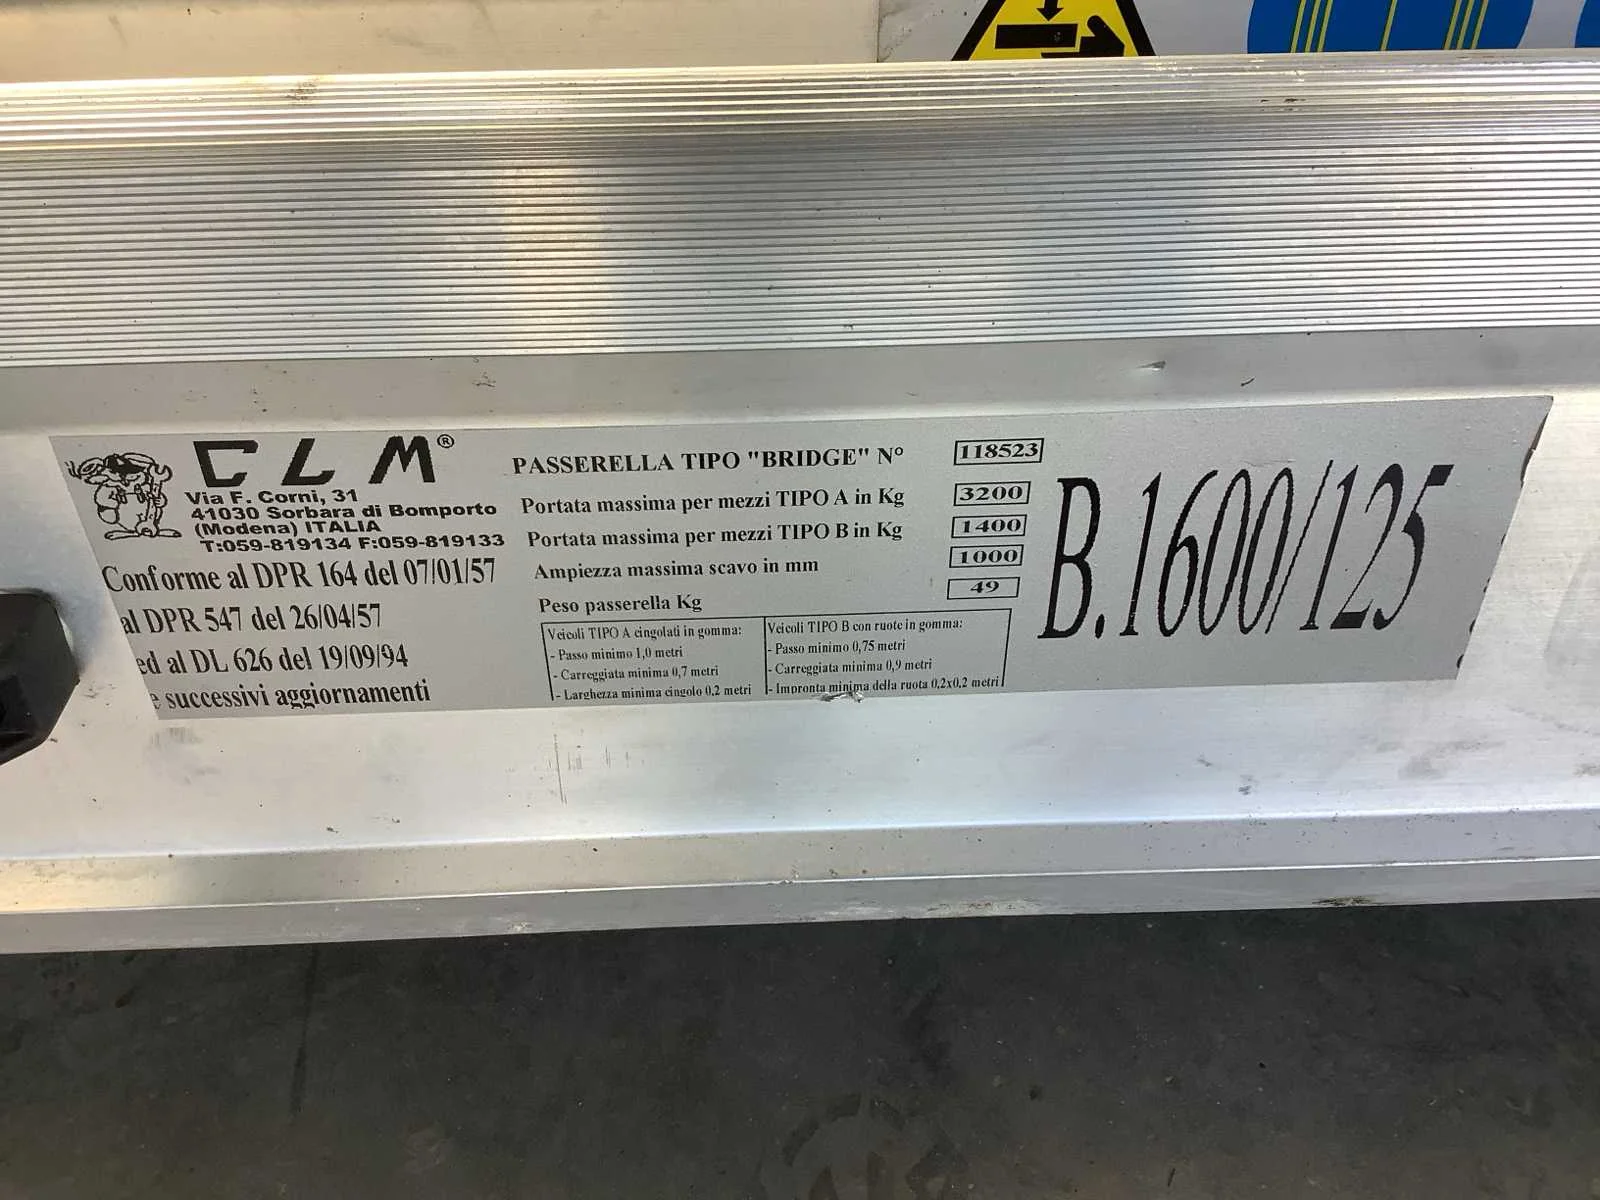 CLM®
Via F. Corni, 31
41030 Sorbara di Bomporto
(Modena) ITALIA
T:059-819134 F:059-819133
Conforme al DPR 164 del 07/01/57
al DPR 547 del 26/04/57
ed al DL 626 del 19/09/94
e successivi aggiornamenti
PASSERELLA TIPO "BRIDGE" N° 118523
Portata massima per mezzi TIPO A in Kg 3200
Portata massima per mezzi TIPO B in Kg 1400
Ampiezza massima scavo in mm 1000
Peso passerella Kg 49
Veicoli TIPO A cingolati in gomma:
- Passo minimo 1,0 metri
- Carreggiata minima 0,7 metri
- Larghezza minima cingolo 0,2 metri
Veicoli TIPO B con ruote in gomma:
- Passo minimo 0,75 metri
- Carreggiata minima 0,9 metri
- Impronta minima della ruota 0,2x0,2 metri
B.1600/125